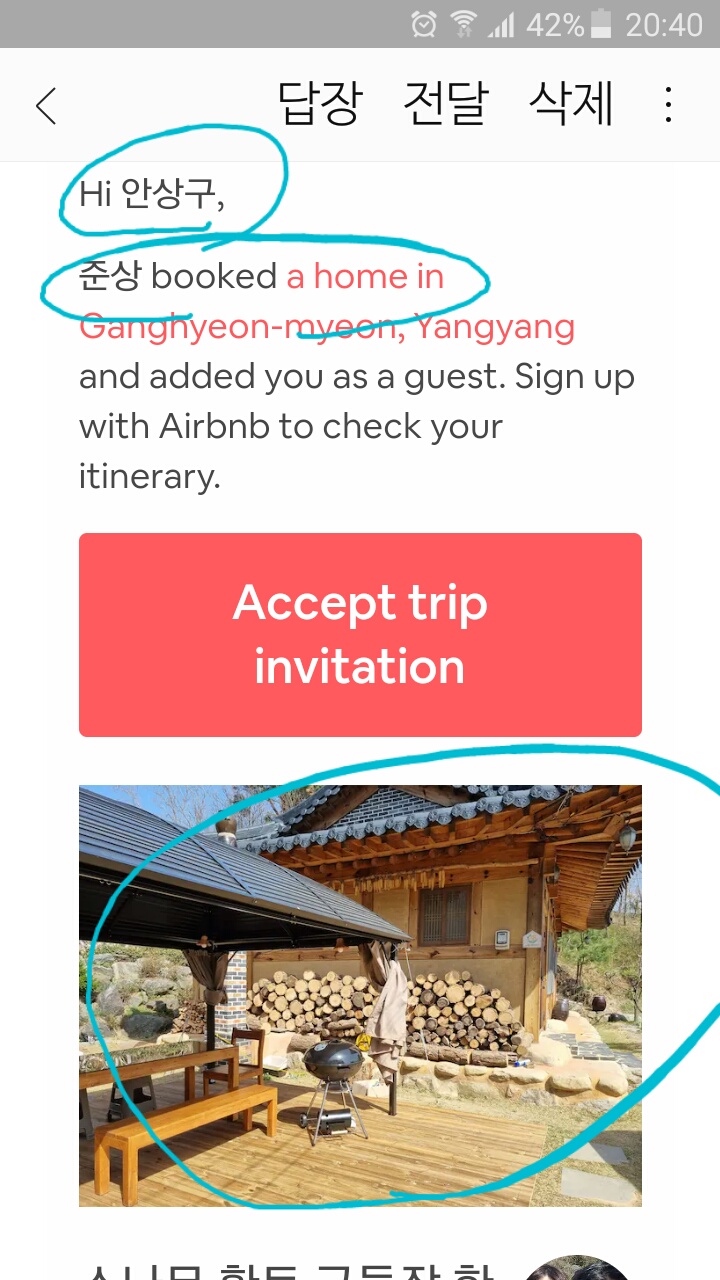 42% 20:40
답장 전달 삭제
Hi 안상구,
준상 booked a home in
Ganghyeon-myeon, Yangyang
and added you as a guest. Sign up
with Airbnb to check your
itinerary.
Accept trip
invitation